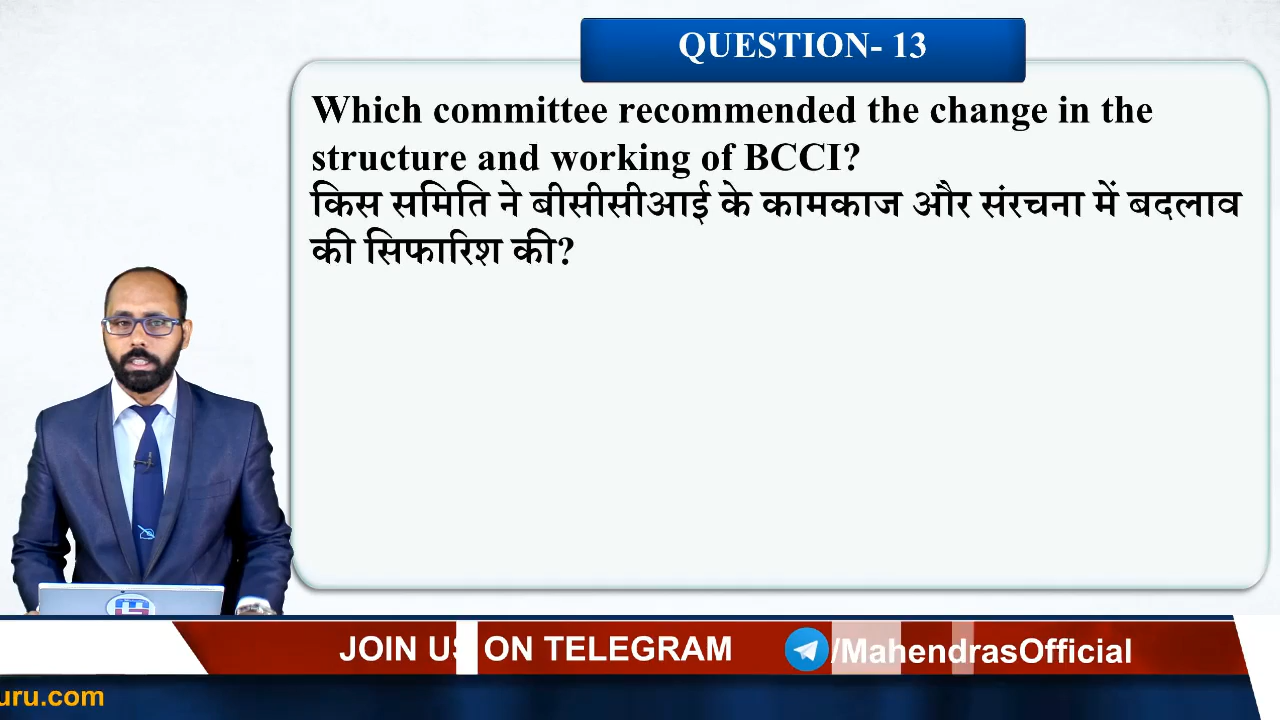 QUESTION- 13
Which committee recommended the change in the
structure and working of BCCI?
किस समिति ने बीसीसीआई के कामकाज और संरचना में बदलाव
की सिफारिश की?
JOIN US ON TELEGRAM
/MahendrasOfficial
uru.com